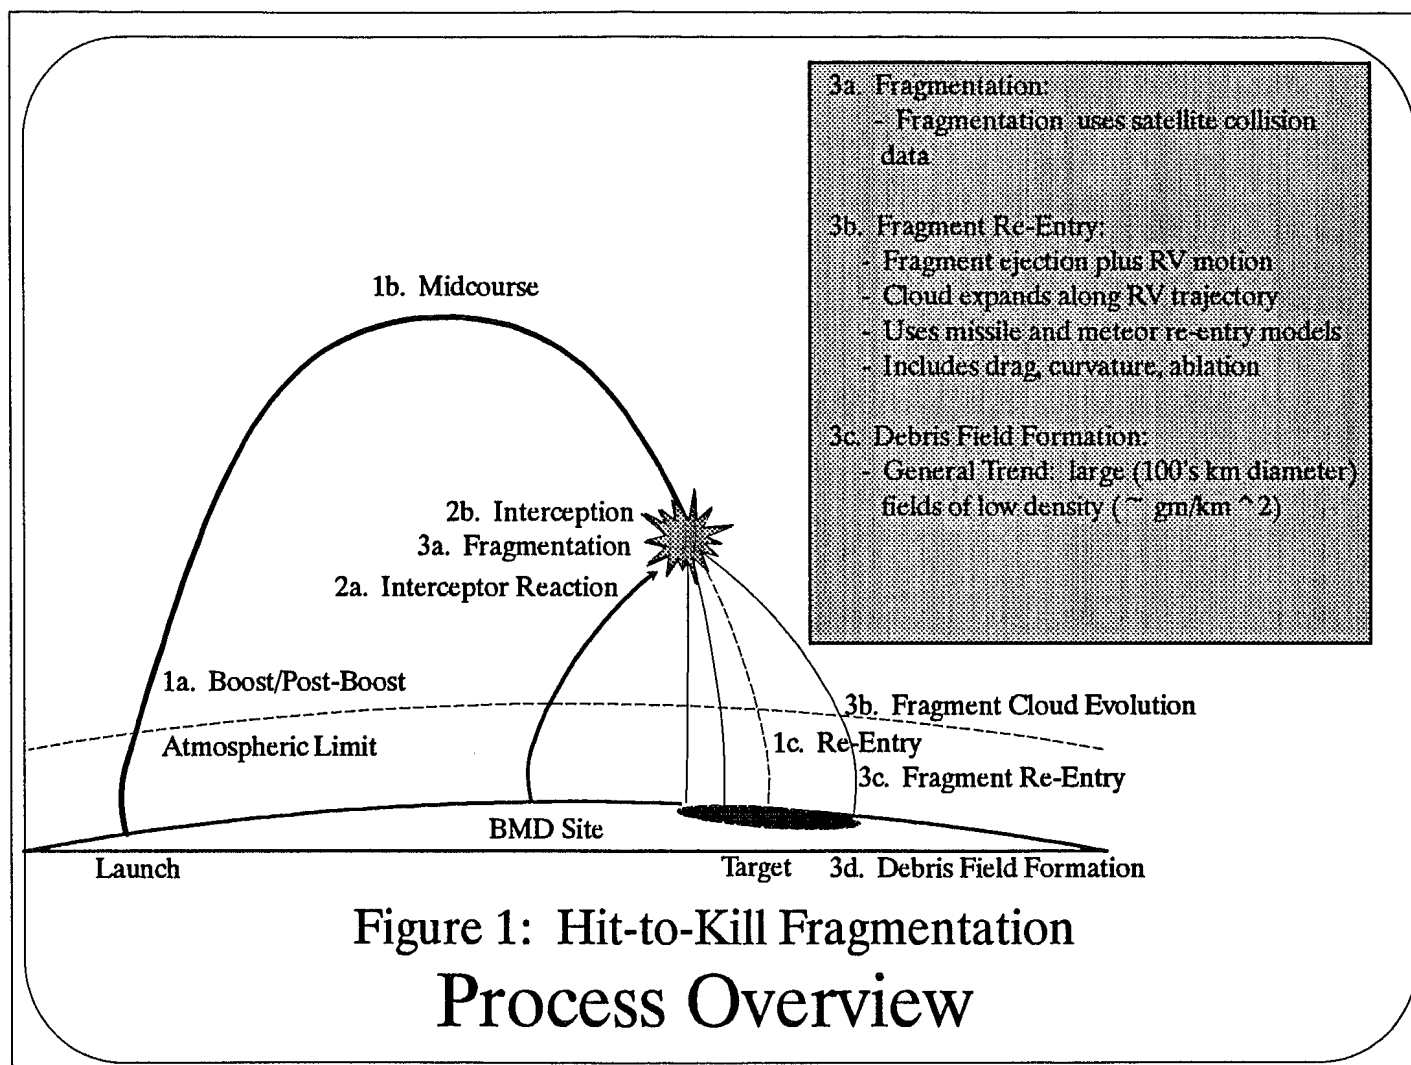 3a. Fragmentation:
- Fragmentation uses satellite collision
data
3b. Fragment Re-Entry:
- Fragment ejection plus RV motion
- Cloud expands along RV trajectory
- Uses missile and meteor re-entry models
- Includes drag, curvature, ablation
3c. Debris Field Formation:
- General Trend: large (100's km diameter)
fields of low density ( ~ gm/km ^ 2)
1b. Midcourse
2b. Interception
3a. Fragmentation
2a. Interceptor Reaction
1a. Boost/Post-Boost
3b. Fragment Cloud Evolution
Atmospheric Limit
1c. Re-Entry
3c. Fragment Re-Entry
BMD Site
Launch
Target
3d. Debris Field Formation
Figure 1: Hit-to-Kill Fragmentation
Process Overview